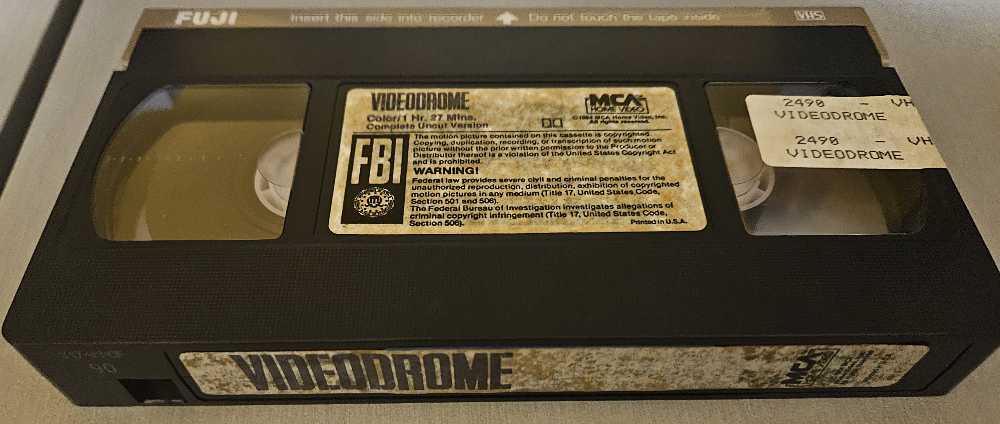 FUJI Insert this side into recorder Do not touch the tape inside VHS
VIDEODROME
Color/1 Hr. 27 Mins.
Complete Uncut Version
MCA
HOME VIDEO
©1984 MCA Home Video, Inc.
All rights reserved.
FBI
The motion picture contained on this cassette is copyrighted.
Copying, duplication, recording, or transcription of such motion
picture without the prior written permission to the Producer or
Distributor thereof is a violation of the United States Copyright Act
and is prohibited.
WARNING!
Federal law provides severe civil and criminal penalties for the
unauthorized reproduction, distribution, exhibition of copyrighted
motion pictures in any medium (Title 17, United States Code,
Section 501 and 506).
The Federal Bureau of Investigation investigates allegations of
criminal copyright infringement (Title 17, United States Code,
Section 506).
Printed in U.S.A.
2490 - VH
VIDEODROME
2490 - VH
VIDEODROME
90
VIDEODROME
MCA